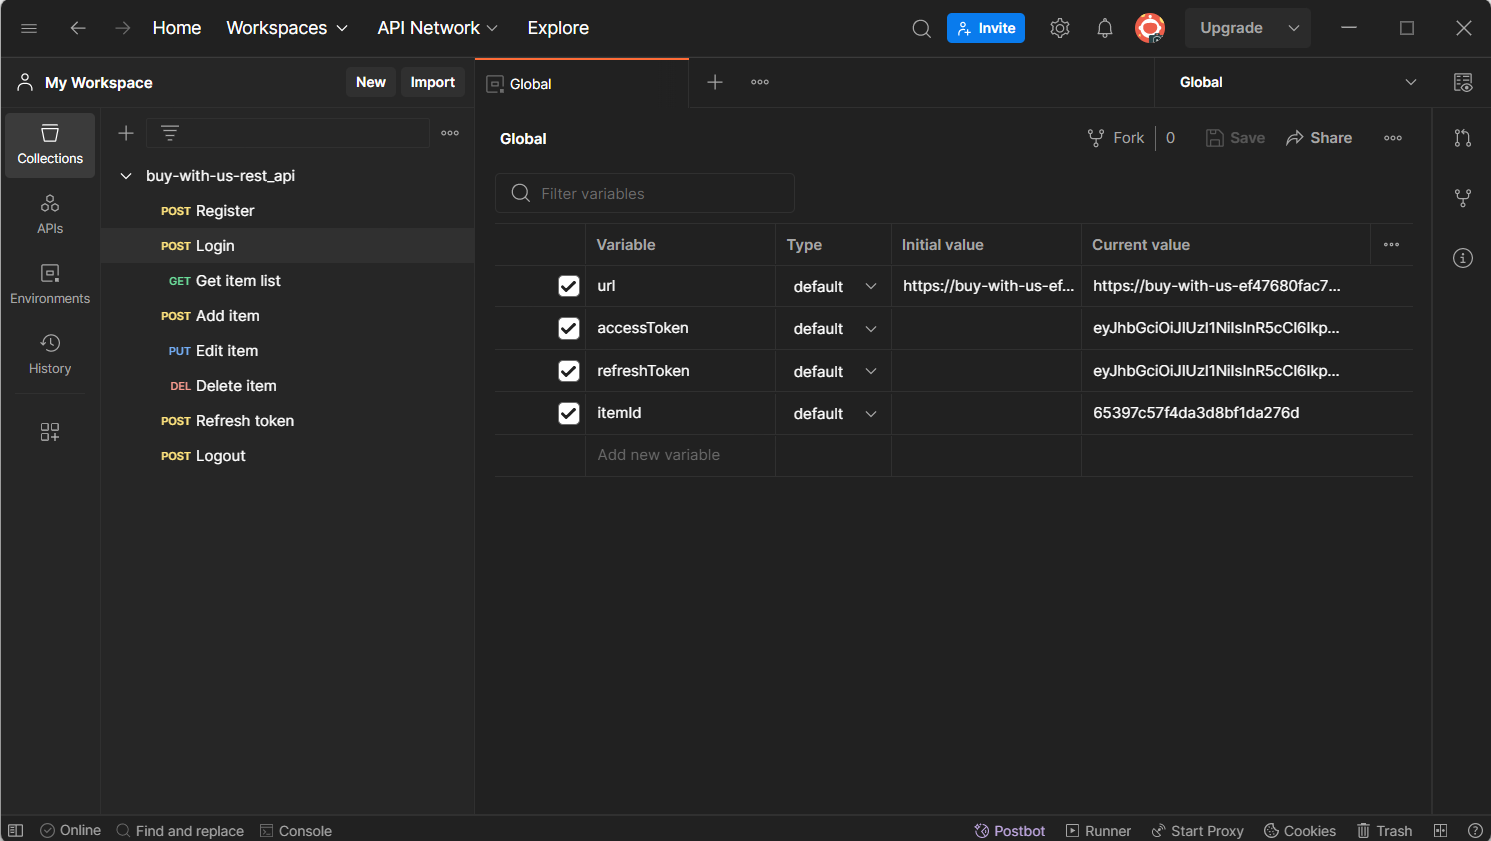 Home Workspaces API Network Explore Invite Upgrade
My Workspace New Import Global Global
Collections
APIs
Environments
History
buy-with-us-rest_api
POST Register
POST Login
GET Get item list
POST Add item
PUT Edit item
DEL Delete item
POST Refresh token
POST Logout
Global Fork 0 Save Share
Filter variables
Variable Type Initial value Current value
url default https://buy-with-us-ef... https://buy-with-us-ef47680fac7...
accessToken default eyJhbGciOiJIUzI1NiIsInR5cCI6Ikp...
refreshToken default eyJhbGciOiJIUzI1NiIsInR5cCI6Ikp...
itemId default 65397c57f4da3d8bf1da276d
Add new variable
Online Find and replace Console Postbot Runner Start Proxy Cookies Trash